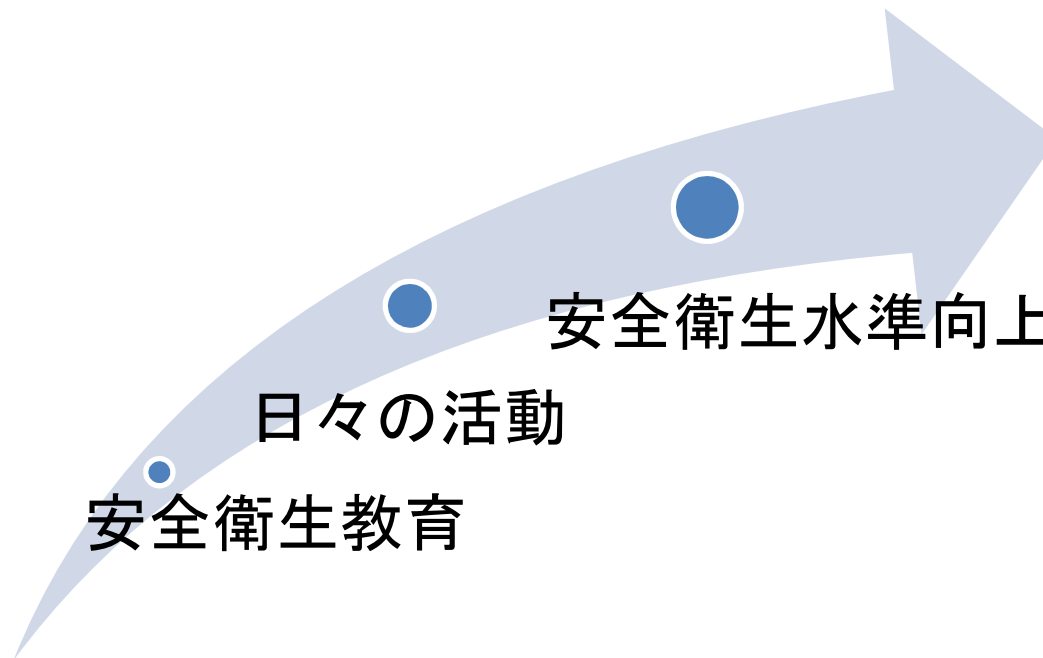 安全衛生水準向上
日々の活動
安全衛生教育